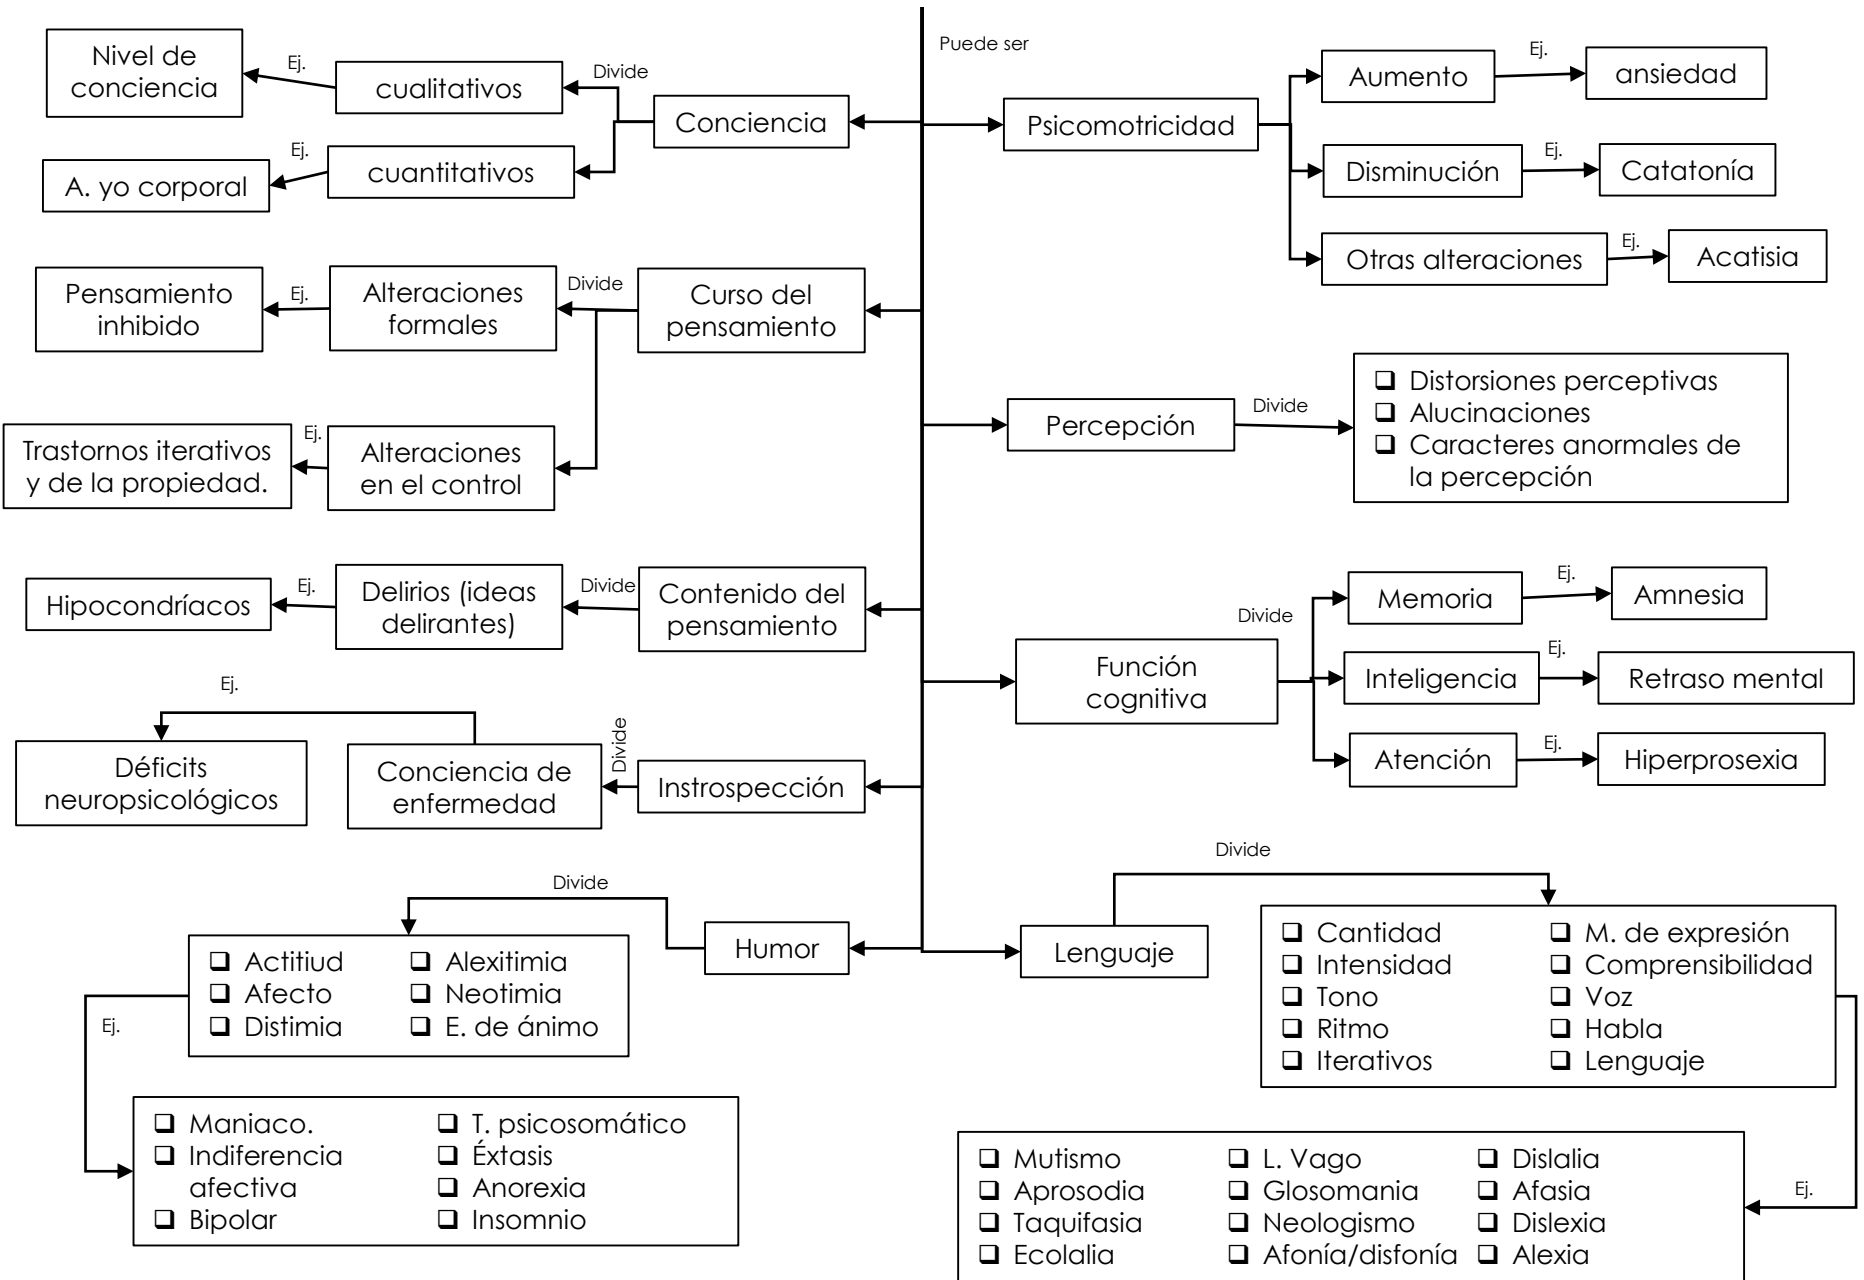 Puede ser
Nivel de
conciencia
Ej.
cualitativos
Divide
Conciencia
Ej.
cuantitativos
A. yo corporal
Psicomotricidad
Aumento
Ej.
ansiedad
Disminución
Ej.
Catatonía
Otras alteraciones
Ej.
Acatisia
Pensamiento
inhibido
Ej.
Alteraciones
formales
Divide
Curso del
pensamiento
Trastornos iterativos
y de la propiedad.
Ej.
Alteraciones
en el control
Percepción
Divide
❑ Distorsiones perceptivas
❑ Alucinaciones
❑ Caracteres anormales de
la percepción
Hipocondríacos
Ej.
Delirios (ideas
delirantes)
Divide
Contenido del
pensamiento
Función
cognitiva
Divide
Memoria
Ej.
Amnesia
Inteligencia
Ej.
Retraso mental
Atención
Ej.
Hiperprosexia
Ej.
Déficits
neuropsicológicos
Conciencia de
enfermedad
Divide
Instrospección
Divide
Humor
❑ Actitiud
❑ Afecto
❑ Distimia
❑ Alexitimia
❑ Neotimia
❑ E. de ánimo
Ej.
❑ Maniaco.
❑ Indiferencia
afectiva
❑ Bipolar
❑ T. psicosomático
❑ Éxtasis
❑ Anorexia
❑ Insomnio
Divide
Lenguaje
❑ Cantidad
❑ Intensidad
❑ Tono
❑ Ritmo
❑ Iterativos
❑ M. de expresión
❑ Comprensibilidad
❑ Voz
❑ Habla
❑ Lenguaje
Ej.
❑ Mutismo
❑ Aprosodia
❑ Taquifasia
❑ Ecolalia
❑ L. Vago
❑ Glosomania
❑ Neologismo
❑ Afonía/disfonía
❑ Dislalia
❑ Afasia
❑ Dislexia
❑ Alexia